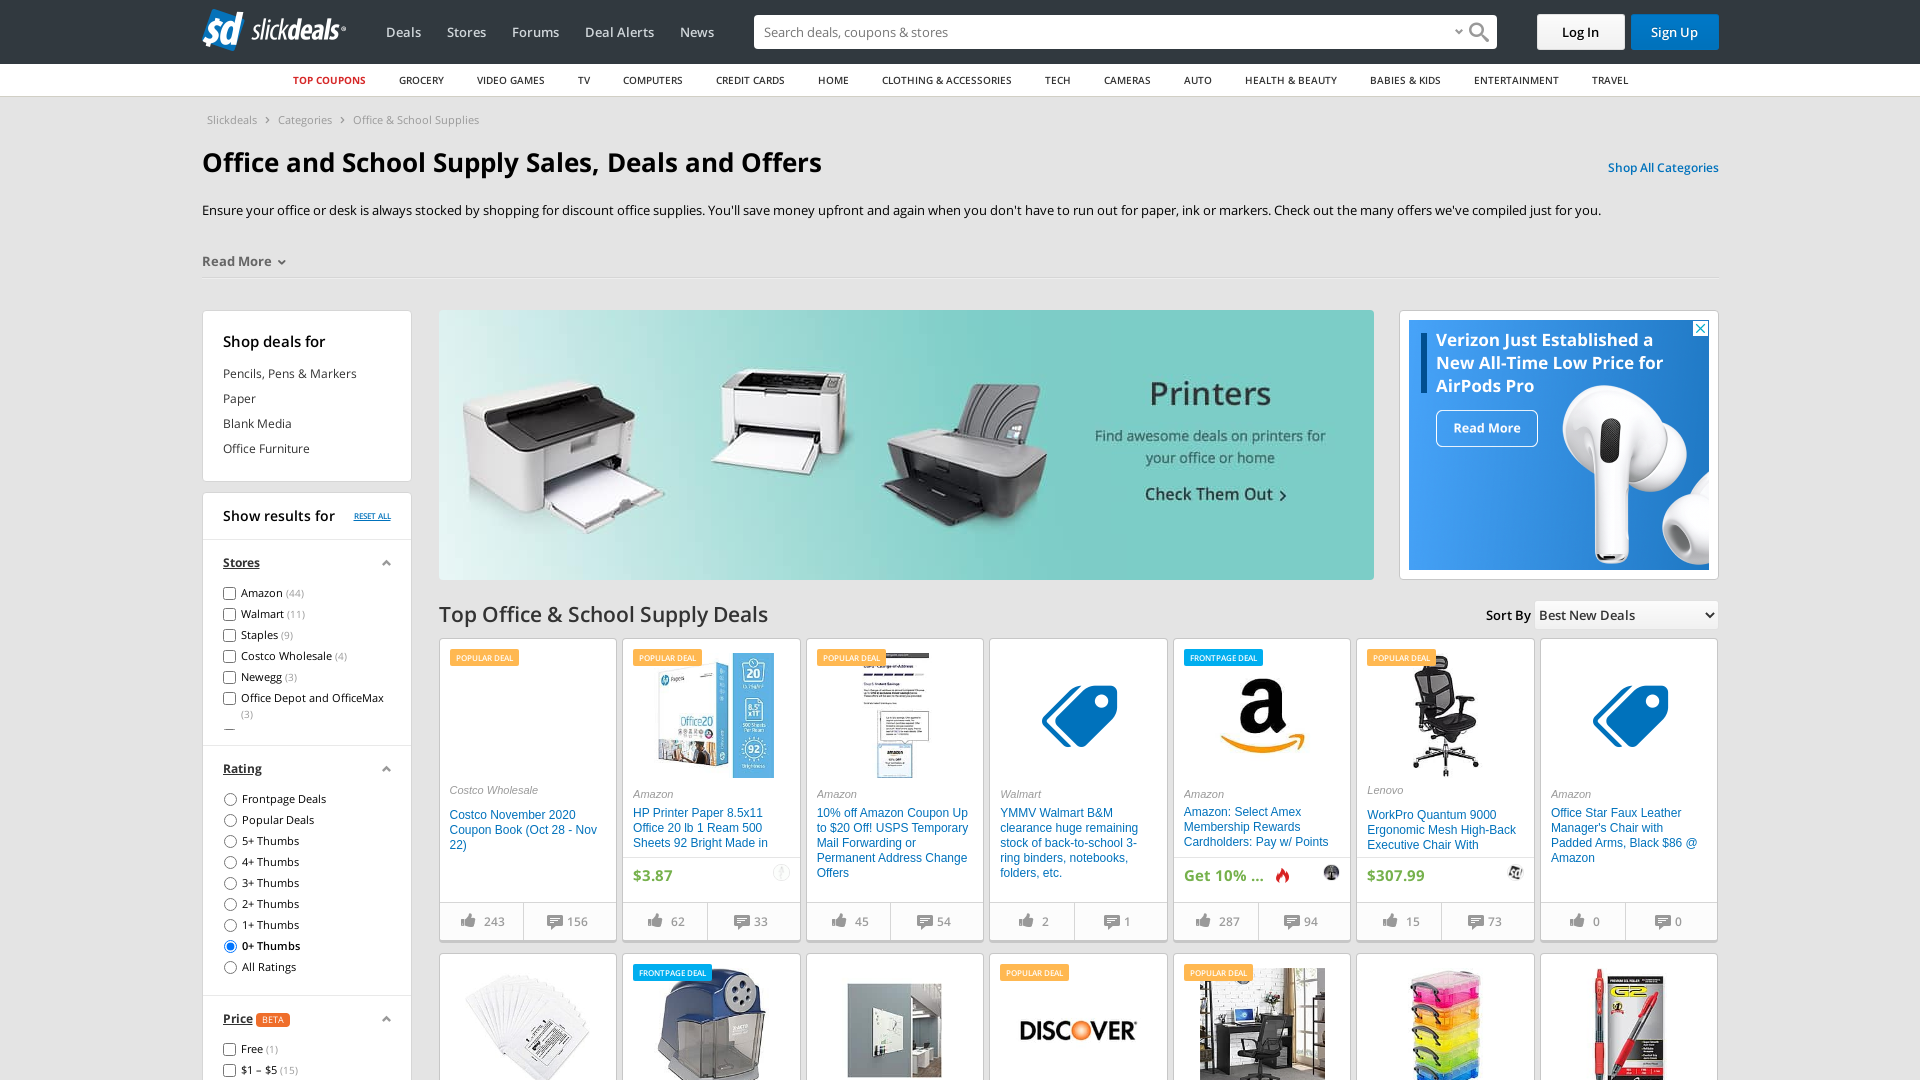 slickdeals
Deals
Stores
Forums
Deal Alerts
News
Search deals, coupons & stores
Log In
Sign Up
TOP COUPONS
GROCERY
VIDEO GAMES
TV
COMPUTERS
CREDIT CARDS
HOME
CLOTHING & ACCESSORIES
TECH
CAMERAS
AUTO
HEALTH & BEAUTY
BABIES & KIDS
ENTERTAINMENT
TRAVEL
Slickdeals › Categories › Office & School Supplies
Office and School Supply Sales, Deals and Offers
Shop All Categories
Ensure your office or desk is always stocked by shopping for discount office supplies. You'll save money upfront and again when you don't have to run out for paper, ink or markers. Check out the many offers we've compiled just for you.
Read More
Shop deals for
Pencils, Pens & Markers
Paper
Blank Media
Office Furniture
Show results for
RESET ALL
Stores
Amazon (44)
Walmart (11)
Staples (9)
Costco Wholesale (4)
Newegg (3)
Office Depot and OfficeMax
(3)
Rating
Frontpage Deals
Popular Deals
5+ Thumbs
4+ Thumbs
3+ Thumbs
2+ Thumbs
1+ Thumbs
0+ Thumbs
All Ratings
Price BETA
Free (1)
$1 – $5 (15)
Printers
Find awesome deals on printers for
your office or home
Check Them Out
Verizon Just Established a
New All-Time Low Price for
AirPods Pro
Read More
Top Office & School Supply Deals
Sort By
Best New Deals
POPULAR DEAL
Costco Wholesale
Costco November 2020
Coupon Book (Oct 28 - Nov
22)
243
156
POPULAR DEAL
Office20
20
8.5"
x11"
92
Amazon
HP Printer Paper 8.5x11
Office 20 lb 1 Ream 500
Sheets 92 Bright Made in
$3.87
62
33
POPULAR DEAL
Amazon
10% off Amazon Coupon Up
to $20 Off! USPS Temporary
Mail Forwarding or
Permanent Address Change
Offers
45
54
Walmart
YMMV Walmart B&M
clearance huge remaining
stock of back-to-school 3-
ring binders, notebooks,
folders, etc.
2
1
FRONTPAGE DEAL
a
Amazon
Amazon: Select Amex
Membership Rewards
Cardholders: Pay w/ Points
Get 10% ...
287
94
POPULAR DEAL
Lenovo
WorkPro Quantum 9000
Ergonomic Mesh High-Back
Executive Chair With
$307.99
15
73
Amazon
Office Star Faux Leather
Manager's Chair with
Padded Arms, Black $86 @
Amazon
0
0
FRONTPAGE DEAL
POPULAR DEAL
DISCOVER
POPULAR DEAL
G2